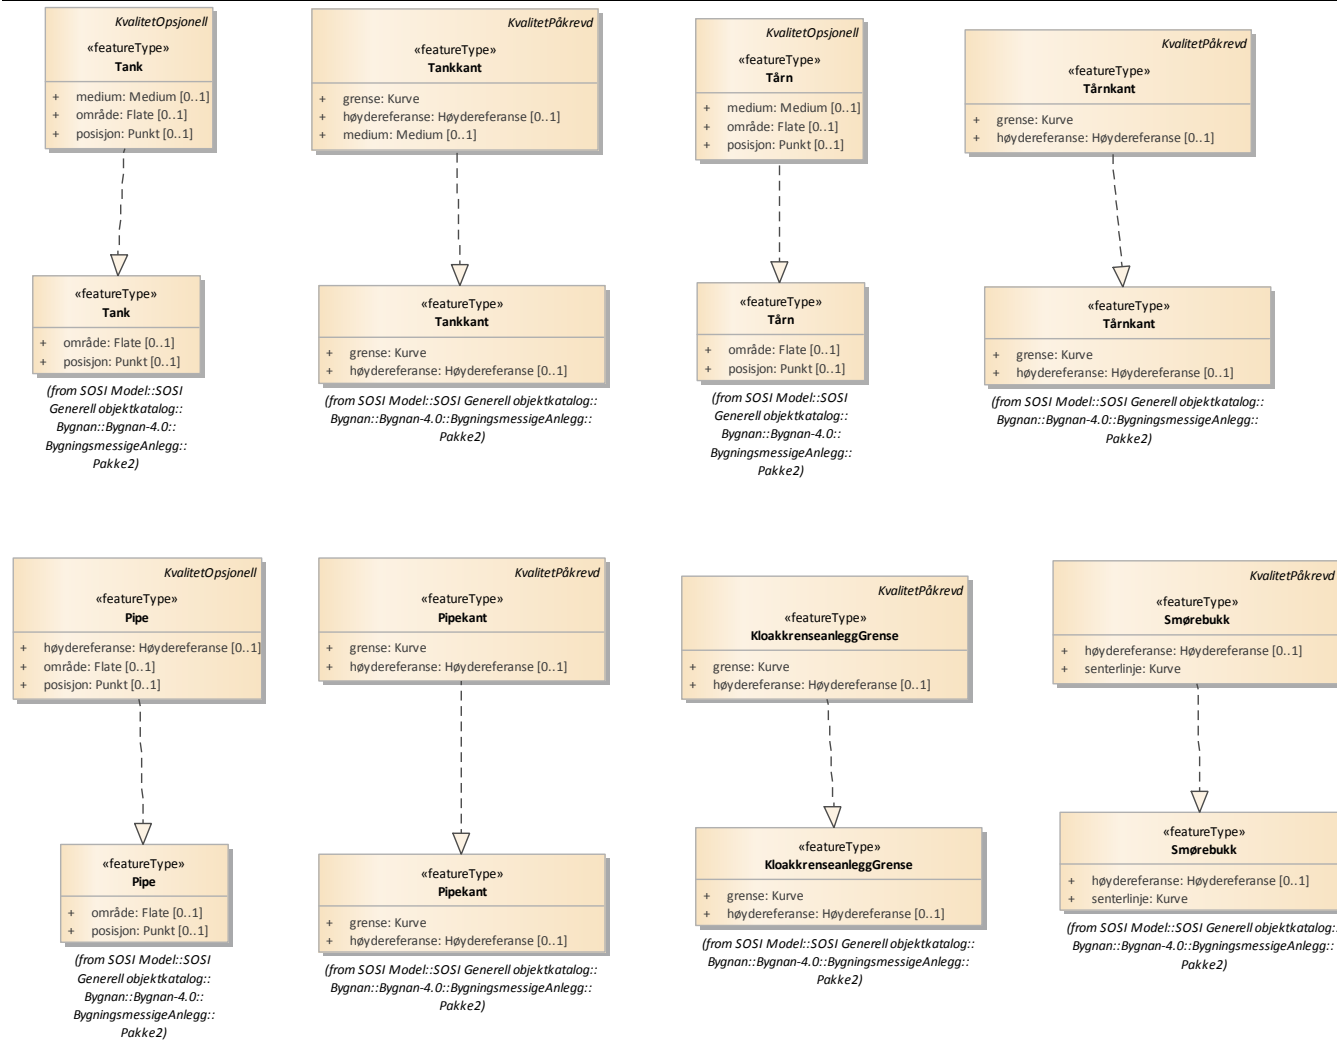 KvalitetOpsjonell
«featureType»
Tank
+ medium: Medium [0..1]
+ område: Flate [0..1]
+ posisjon: Punkt [0..1]
KvalitetPåkrevd
«featureType»
Tankkant
+ grense: Kurve
+ høydereferanse: Høydereferanse [0..1]
+ medium: Medium [0..1]
KvalitetOpsjonell
«featureType»
Tårn
+ medium: Medium [0..1]
+ område: Flate [0..1]
+ posisjon: Punkt [0..1]
KvalitetPåkrevd
«featureType»
Tårnkant
+ grense: Kurve
+ høydereferanse: Høydereferanse [0..1]
«featureType»
Tank
+ område: Flate [0..1]
+ posisjon: Punkt [0..1]
(from SOSI Model::SOSI
Generell objektkatalog::
Bygnan::Bygnan-4.0::
BygningsmessigeAnlegg::
Pakke2)
«featureType»
Tankkant
+ grense: Kurve
+ høydereferanse: Høydereferanse [0..1]
(from SOSI Model::SOSI Generell objektkatalog::
Bygnan::Bygnan-4.0::BygningsmessigeAnlegg::
Pakke2)
«featureType»
Tårn
+ område: Flate [0..1]
+ posisjon: Punkt [0..1]
(from SOSI Model::SOSI
Generell objektkatalog::
Bygnan::Bygnan-4.0::
BygningsmessigeAnlegg::
Pakke2)
«featureType»
Tårnkant
+ grense: Kurve
+ høydereferanse: Høydereferanse [0..1]
(from SOSI Model::SOSI Generell objektkatalog::
Bygnan::Bygnan-4.0::BygningsmessigeAnlegg::
Pakke2)
KvalitetOpsjonell
«featureType»
Pipe
+ høydereferanse: Høydereferanse [0..1]
+ område: Flate [0..1]
+ posisjon: Punkt [0..1]
KvalitetPåkrevd
«featureType»
Pipekant
+ grense: Kurve
+ høydereferanse: Høydereferanse [0..1]
KvalitetPåkrevd
«featureType»
KloakkrenseanleggGrense
+ grense: Kurve
+ høydereferanse: Høydereferanse [0..1]
KvalitetPåkrevd
«featureType»
Smørebukk
+ høydereferanse: Høydereferanse [0..1]
+ senterlinje: Kurve
«featureType»
Pipe
+ område: Flate [0..1]
+ posisjon: Punkt [0..1]
(from SOSI Model::SOSI
Generell objektkatalog::
Bygnan::Bygnan-4.0::
BygningsmessigeAnlegg::
Pakke2)
«featureType»
Pipekant
+ grense: Kurve
+ høydereferanse: Høydereferanse [0..1]
(from SOSI Model::SOSI Generell objektkatalog::
Bygnan::Bygnan-4.0::BygningsmessigeAnlegg::
Pakke2)
«featureType»
KloakkrenseanleggGrense
+ grense: Kurve
+ høydereferanse: Høydereferanse [0..1]
(from SOSI Model::SOSI Generell objektkatalog::
Bygnan::Bygnan-4.0::BygningsmessigeAnlegg::
Pakke2)
«featureType»
Smørebukk
+ høydereferanse: Høydereferanse [0..1]
+ senterlinje: Kurve
(from SOSI Model::SOSI Generell objektkatalog::
Bygnan::Bygnan-4.0::BygningsmessigeAnlegg::
Pakke2)